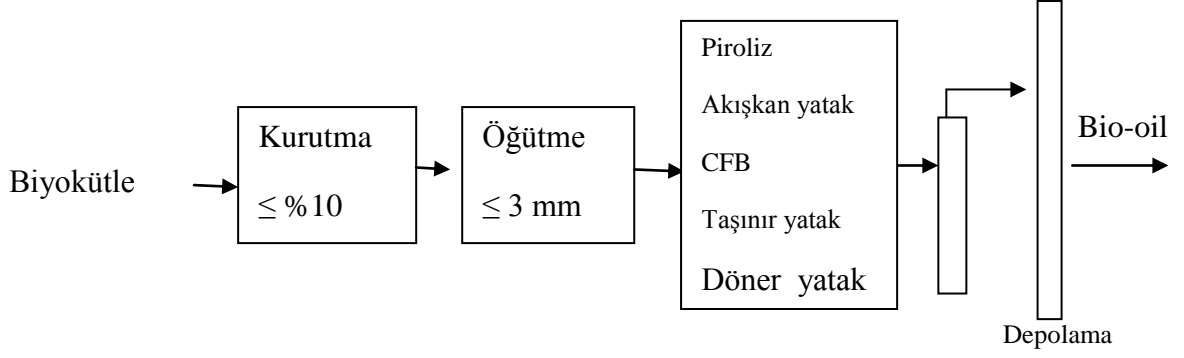 Biyokütle
Kurutma
≤ %10
Öğütme
≤ 3 mm
Piroliz
Akışkan yatak
CFB
Taşınır yatak
Döner yatak
Bio-oil
Depolama